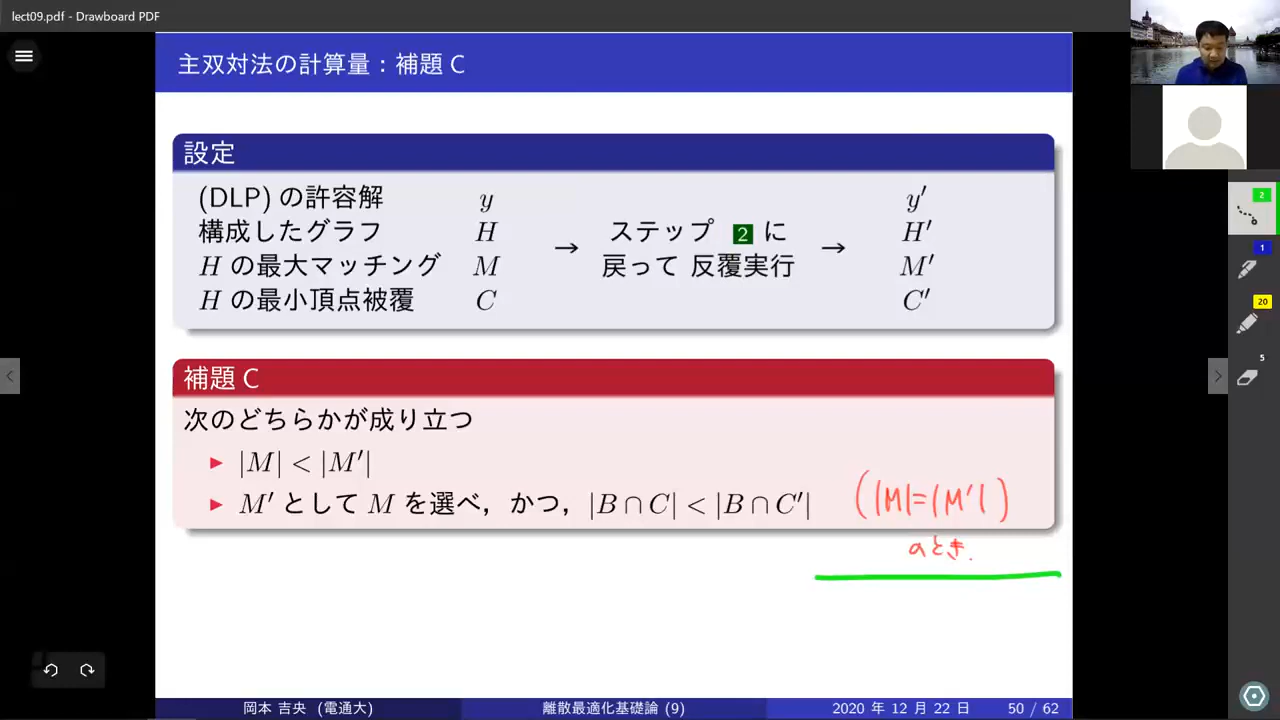 lect09.pdf - Drawboard PDF
主双対法の計算量：補題 C
設定
(DLP) の許容解 y y′
構成したグラフ H ステップ 2 に H′
→ →
H の最大マッチング M 戻って 反覆実行 M′
H の最小頂点被覆 C C′
補題 C
次のどちらかが成り立つ
▶ |M| < |M′|
▶ M′ として M を選べ，かつ，|B ∩ C| < |B ∩ C′|
(|M|=|M′|)
のとき.
2
1
20
5
岡本 吉央 (電通大) 離散最適化基礎論 (9) 2020 年 12 月 22 日 50 / 62